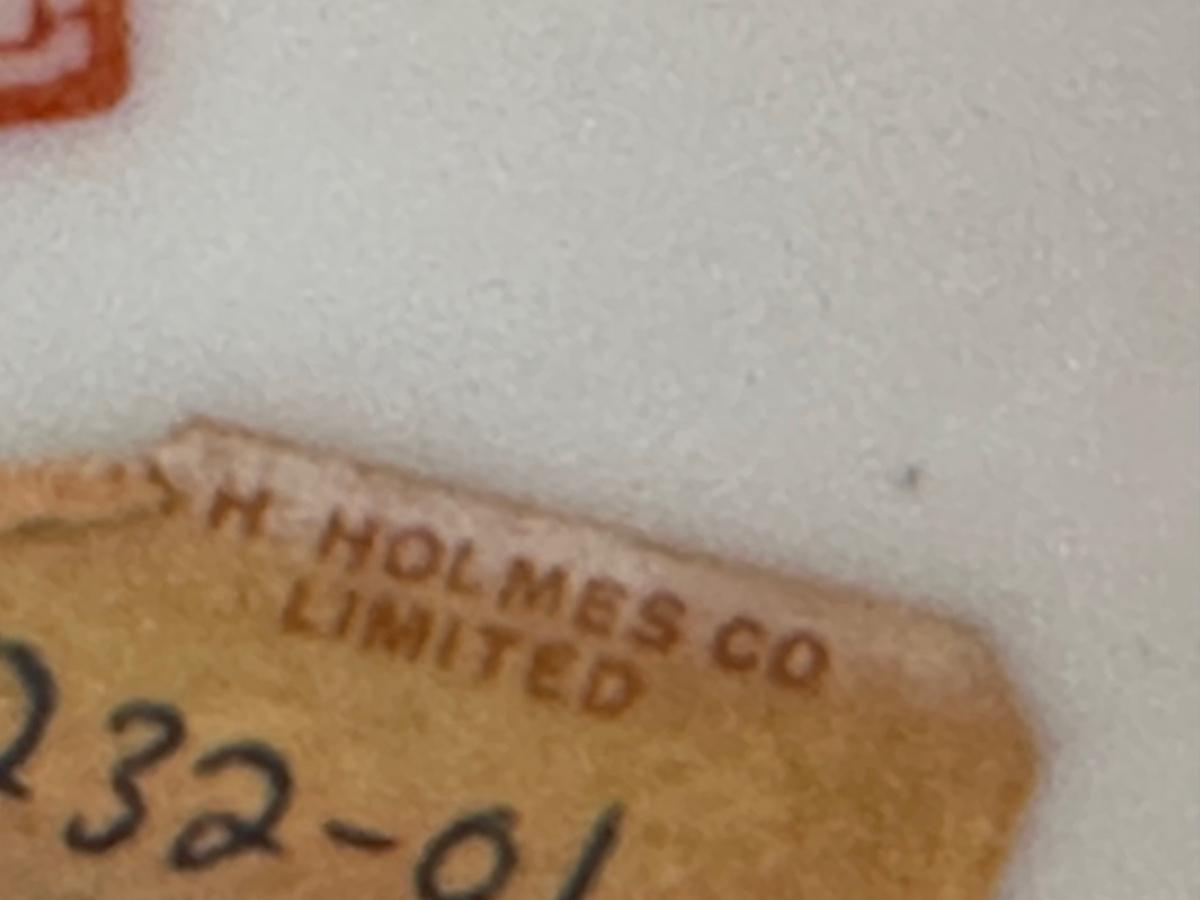 H. HOLMES CO
LIMITED
232-01